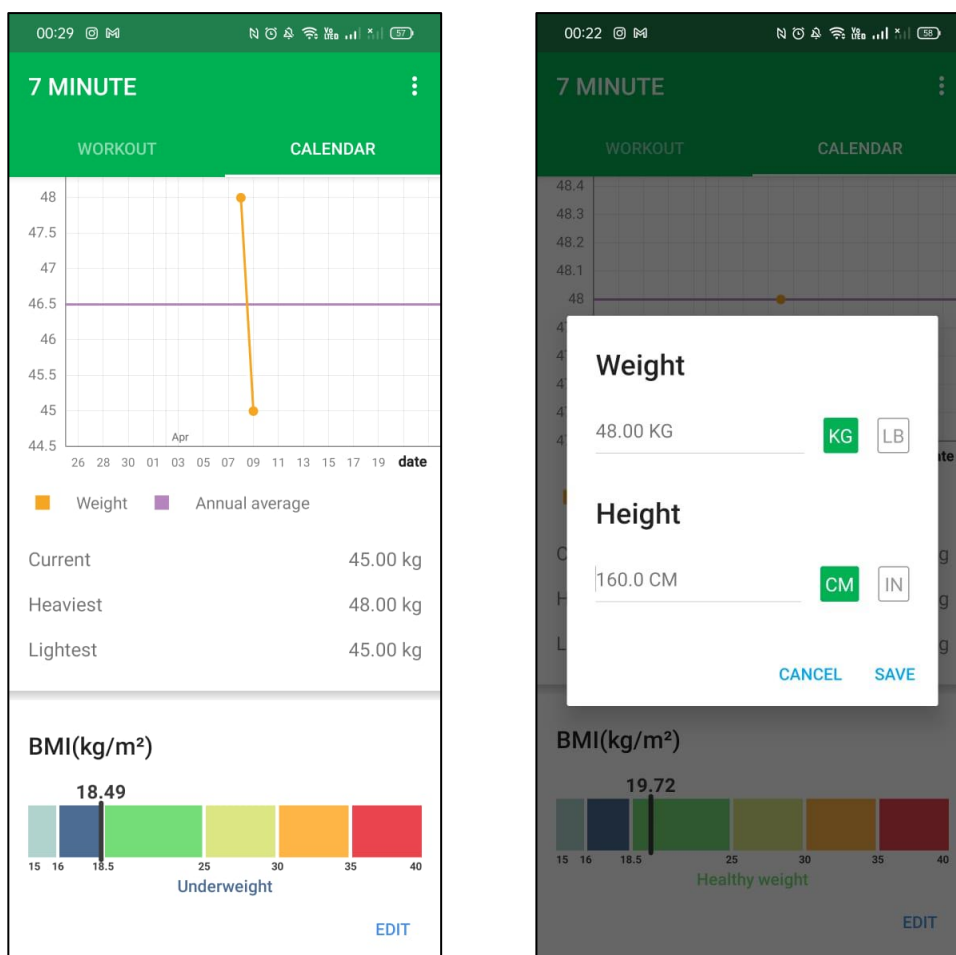 00:29
57
7 MINUTE
WORKOUT CALENDAR
48
47.5
47
46.5
46
45.5
45
44.5
Apr
26 28 30 01 03 05 07 09 11 13 15 17 19 date
Weight Annual average
Current 45.00 kg
Heaviest 48.00 kg
Lightest 45.00 kg
BMI(kg/m²)
18.49
15 16 18.5 25 30 35 40
Underweight
EDIT
00:22
58
7 MINUTE
WORKOUT CALENDAR
48.4
48.3
48.2
48.1
48
Weight
48.00 KG KG LB
Height
160.0 CM CM IN
CANCEL SAVE
BMI(kg/m²)
19.72
15 16 18.5 25 30 35 40
Healthy weight
EDIT